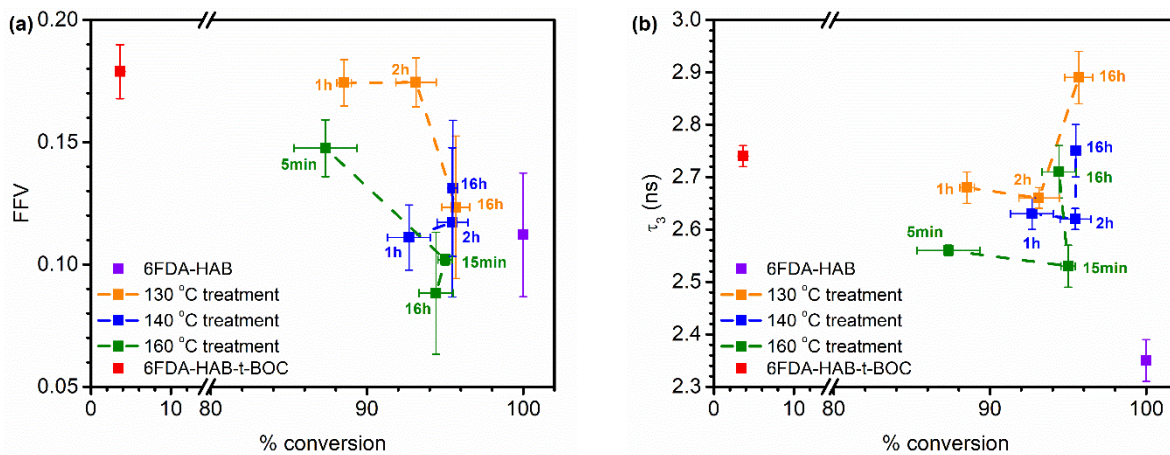 (a)
0.20
0.15
0.10
0.05
FFV
1h
2h
5min
16h
16h
1h
2h
15min
16h
6FDA-HAB
130 °C treatment
140 °C treatment
160 °C treatment
6FDA-HAB-t-BOC
0 10 80 90 100
% conversion
(b)
3.0
2.9
2.8
2.7
2.6
2.5
2.4
2.3
τ3 (ns)
16h
16h
1h
2h
16h
5min
1h
2h
15min
6FDA-HAB
130 °C treatment
140 °C treatment
160 °C treatment
6FDA-HAB-t-BOC
0 10 80 90 100
% conversion